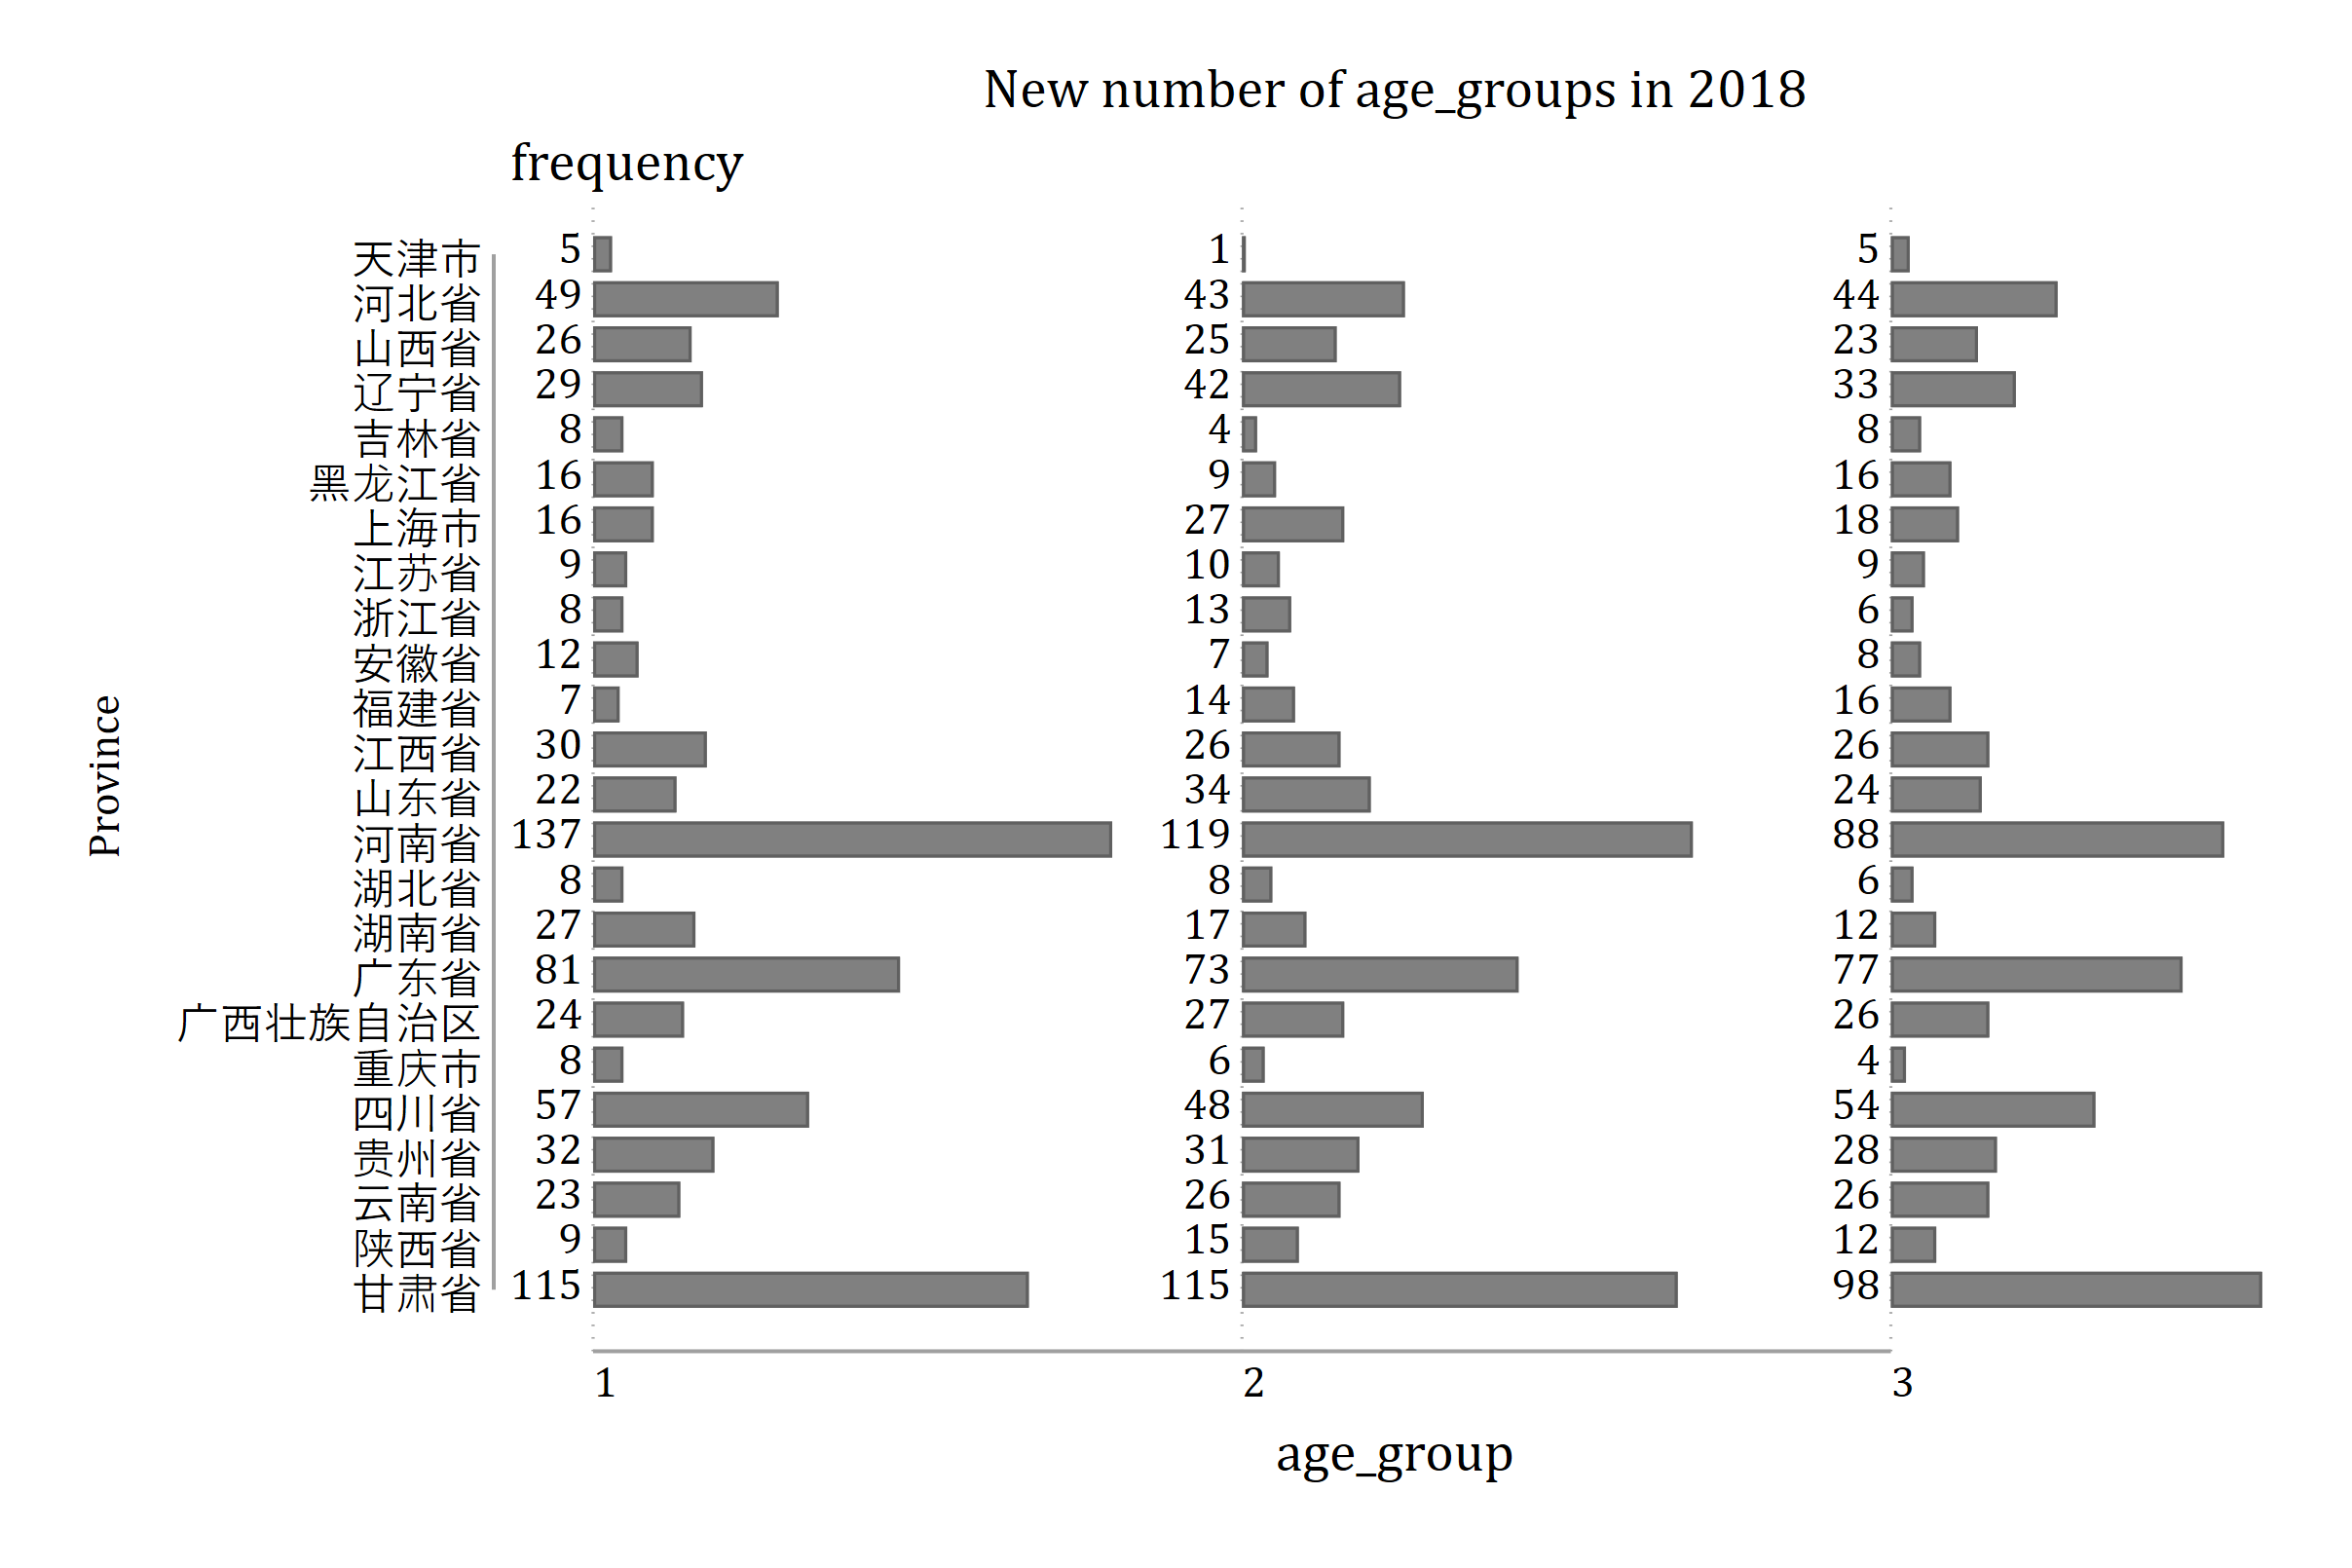 New number of age_groups in 2018
frequency
天津市 5 1 5
河北省 49 43 44
山西省 26 25 23
辽宁省 29 42 33
吉林省 8 4 8
黑龙江省 16 9 16
上海市 16 27 18
江苏省 9 10 9
浙江省 8 13 6
安徽省 12 7 8
福建省 7 14 16
江西省 30 26 26
山东省 22 34 24
河南省 137 119 88
湖北省 8 8 6
湖南省 27 17 12
广东省 81 73 77
广西壮族自治区 24 27 26
重庆市 8 6 4
四川省 57 48 54
贵州省 32 31 28
云南省 23 26 26
陕西省 9 15 12
甘肃省 115 115 98
Province
1 2 3
age_group